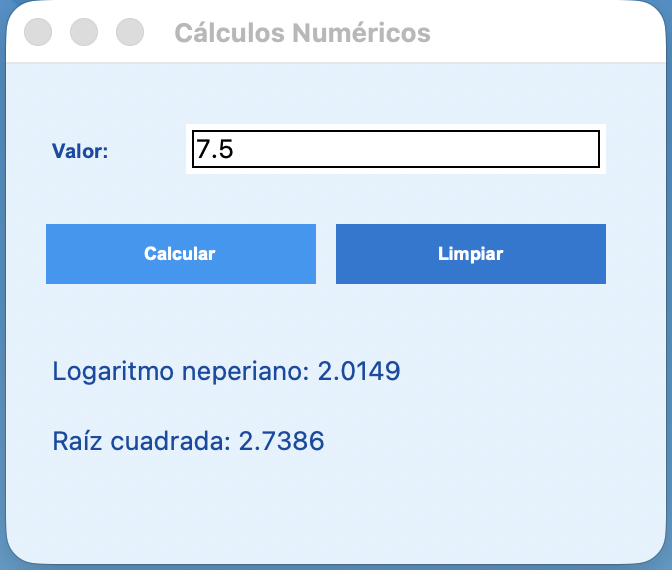 Cálculos Numéricos
Valor: 7.5
Calcular Limpiar
Logaritmo neperiano: 2.0149
Raíz cuadrada: 2.7386